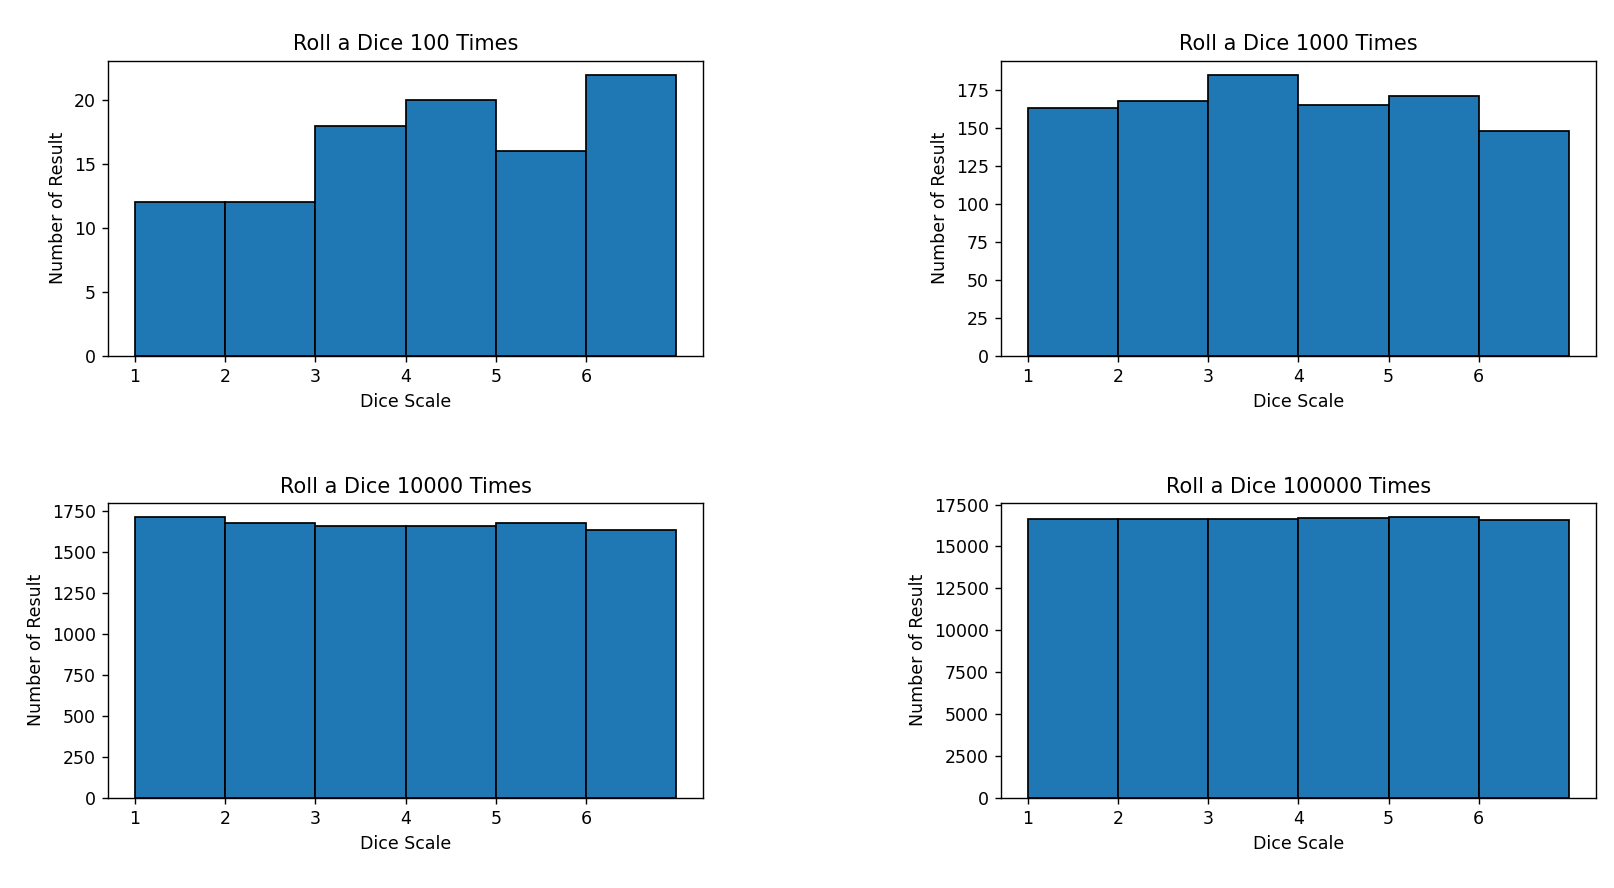 Roll a Dice 100 Times
Number of Result
20
15
10
5
0
1 2 3 4 5 6
Dice Scale
Roll a Dice 1000 Times
Number of Result
175
150
125
100
75
50
25
0
1 2 3 4 5 6
Dice Scale
Roll a Dice 10000 Times
Number of Result
1750
1500
1250
1000
750
500
250
0
1 2 3 4 5 6
Dice Scale
Roll a Dice 100000 Times
Number of Result
17500
15000
12500
10000
7500
5000
2500
0
1 2 3 4 5 6
Dice Scale